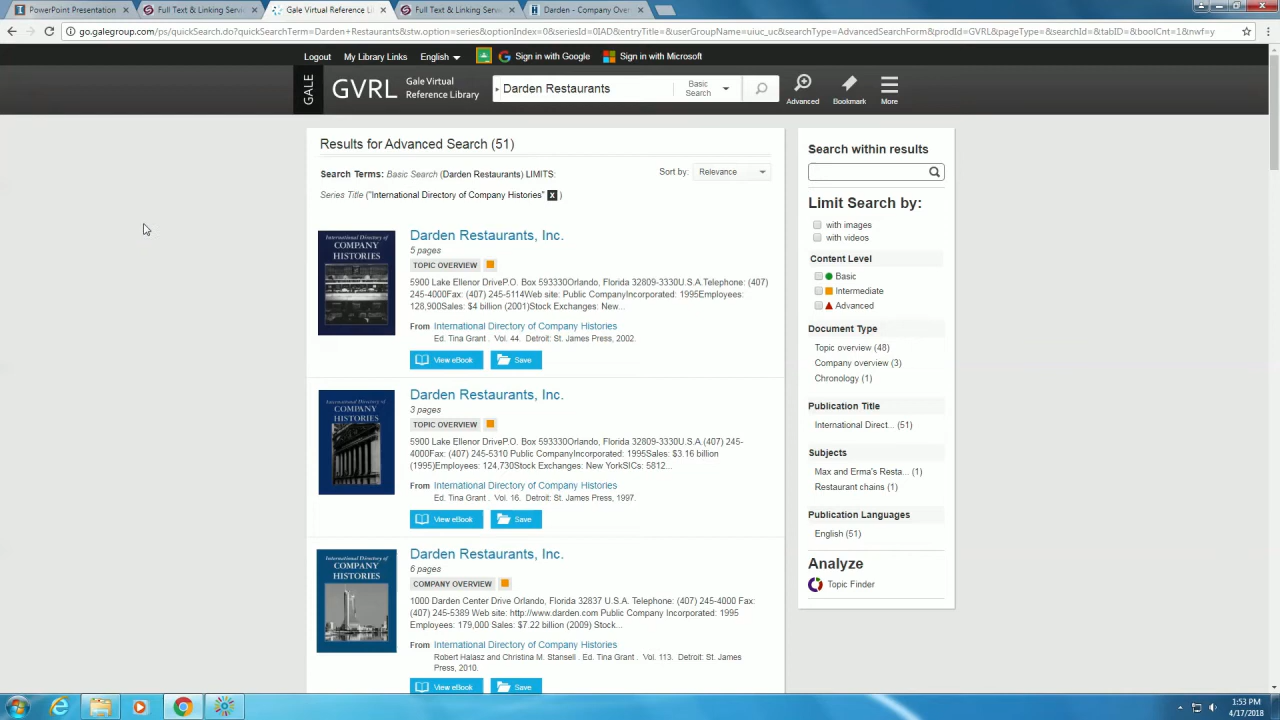 PowerPoint Presentation
Full Text & Linking Servic
Gale Virtual Reference Li
Full Text & Linking Servi
Darden - Company Over
go.galegroup.com/ps/quickSearch.do?quickSearchTerm=Darden+Restaurants&stw.option=series&optionIndex=0&seriesId=0IAD&entryTitle=&userGroupName=uiuc_uc&searchType=AdvancedSearchForm&prodId=GVRL&pageType=&searchId=&tabID=&boolCnt=1&nwf=y
Logout My Library Links English Sign in with Google Sign in with Microsoft
GALE GVRL Gale Virtual Reference Library
Darden Restaurants
Basic Search
Advanced
Bookmark
More
Results for Advanced Search (51)
Search Terms: Basic Search (Darden Restaurants) LIMITS:
Series Title ("International Directory of Company Histories" X )
Sort by: Relevance
International Directory of
COMPANY
HISTORIES
Darden Restaurants, Inc.
5 pages
TOPIC OVERVIEW
5900 Lake Ellenor DriveP.O. Box 593330Orlando, Florida 32809-3330U.S.A.Telephone: (407)
245-4000Fax: (407) 245-5114Web site: Public CompanyIncorporated: 1995Employees:
128,900Sales: $4 billion (2001)Stock Exchanges: New...
From International Directory of Company Histories
Ed. Tina Grant . Vol. 44. Detroit: St. James Press, 2002.
View eBook Save
International Directory of
COMPANY
HISTORIES
Darden Restaurants, Inc.
3 pages
TOPIC OVERVIEW
5900 Lake Ellenor DriveP.O. Box 593330Orlando, Florida 32809-3330U.S.A.(407) 245-
4000Fax: (407) 245-5310 Public CompanyIncorporated: 1995Sales: $3.16 billion
(1995)Employees: 124,730Stock Exchanges: New YorkSICs: 5812...
From International Directory of Company Histories
Ed. Tina Grant . Vol. 16. Detroit: St. James Press, 1997.
View eBook Save
International Directory of
COMPANY
HISTORIES
Darden Restaurants, Inc.
6 pages
COMPANY OVERVIEW
1000 Darden Center Drive Orlando, Florida 32837 U.S.A. Telephone: (407) 245-4000 Fax:
(407) 245-5389 Web site: http://www.darden.com Public Company Incorporated: 1995
Employees: 179,000 Sales: $7.22 billion (2009) Stock...
From International Directory of Company Histories
Robert Halasz and Christina M. Stansell . Ed. Tina Grant . Vol. 113. Detroit: St. James
Press, 2010.
View eBook Save
Search within results
Limit Search by:
with images
with videos
Content Level
Basic
Intermediate
Advanced
Document Type
Topic overview (48)
Company overview (3)
Chronology (1)
Publication Title
International Direct... (51)
Subjects
Max and Erma's Resta... (1)
Restaurant chains (1)
Publication Languages
English (51)
Analyze
Topic Finder
1:53 PM
4/17/2018